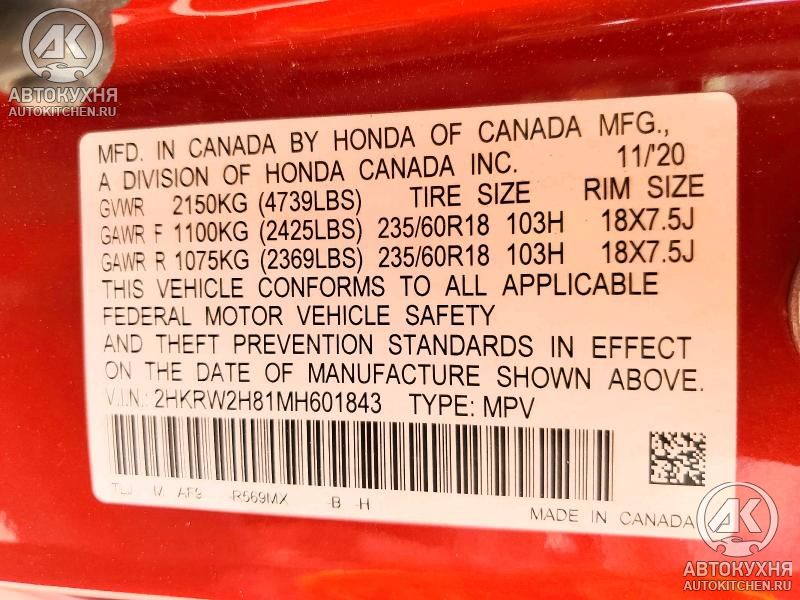 АК
АВТОКУХНЯ
AUTOKITCHEN.RU
MFD. IN CANADA BY HONDA OF CANADA MFG.,
A DIVISION OF HONDA CANADA INC. 11/'20
GVWR 2150KG (4739LBS) TIRE SIZE RIM SIZE
GAWR F 1100KG (2425LBS) 235/60R18 103H 18X7.5J
GAWR R 1075KG (2369LBS) 235/60R18 103H 18X7.5J
THIS VEHICLE CONFORMS TO ALL APPLICABLE
FEDERAL MOTOR VEHICLE SAFETY
AND THEFT PREVENTION STANDARDS IN EFFECT
ON THE DATE OF MANUFACTURE SHOWN ABOVE.
V.I.N.: 2HKRW2H81MH601843 TYPE: MPV
AF9 -R569MX -B -H
MADE IN CANADA
АК
АВТОКУХНЯ
AUTOKITCHEN.RU